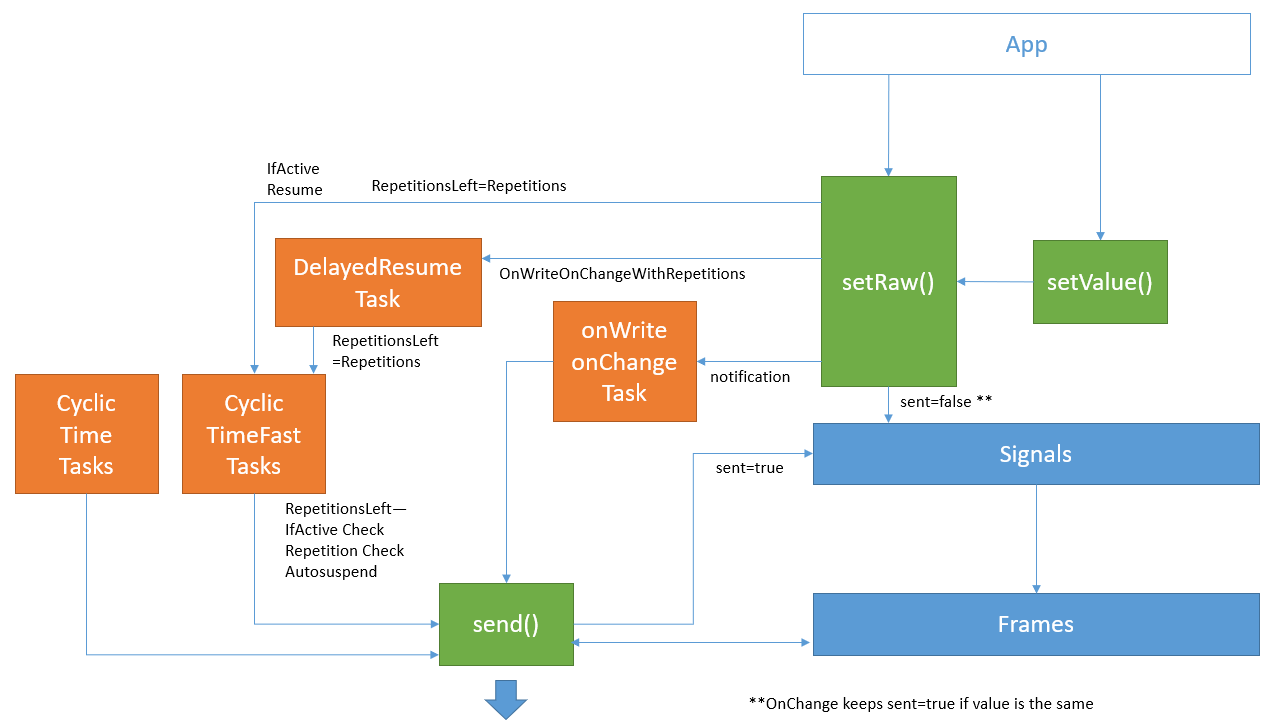 App
IfActive
Resume
RepetitionsLeft=Repetitions
DelayedResume
Task
OnWriteOnChangeWithRepetitions
setRaw()
setValue()
RepetitionsLeft
=Repetitions
onWrite
onChange
Task
notification
Cyclic
Time
Tasks
Cyclic
TimeFast
Tasks
sent=false **
Signals
sent=true
RepetitionsLeft—
IfActive Check
Repetition Check
Autosuspend
send()
Frames
**OnChange keeps sent=true if value is the same